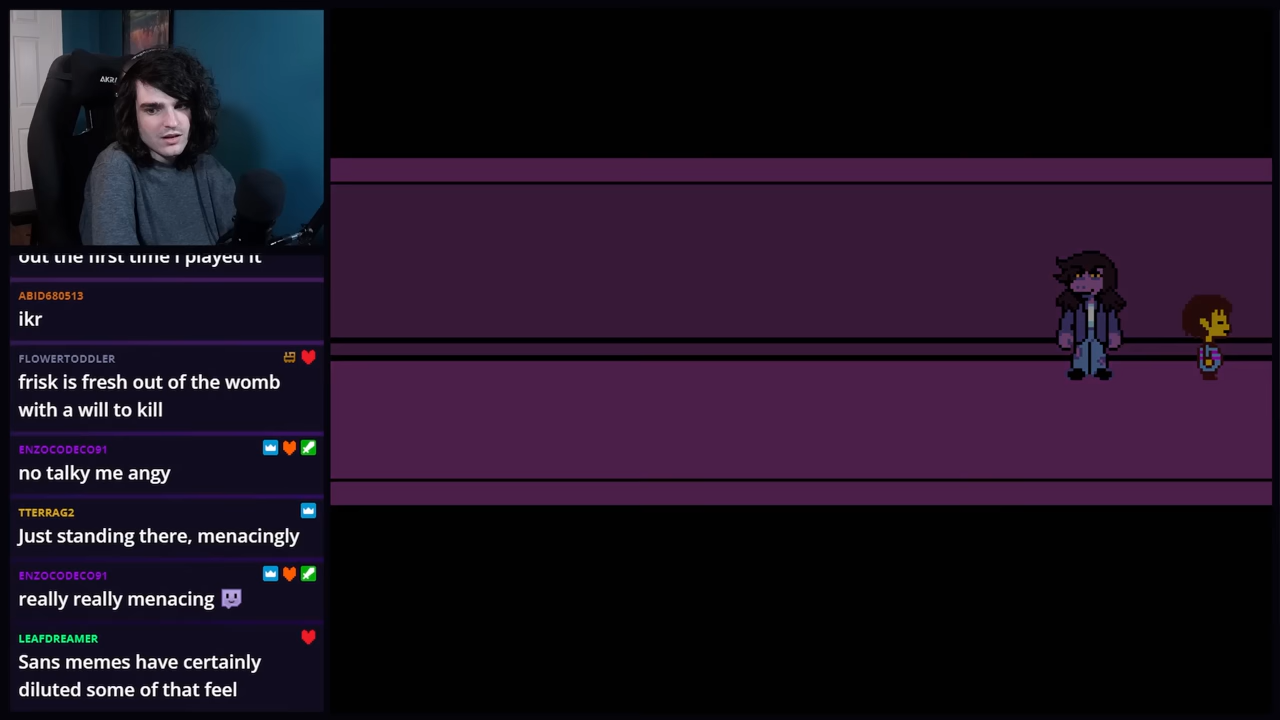 AKRA
out the first time i played it
ABID680513
ikr
FLOWERTODDLER
frisk is fresh out of the womb
with a will to kill
ENZOCODECO91
no talky me angy
TTERRAG2
Just standing there, menacingly
ENZOCODECO91
really really menacing
LEAFDREAMER
Sans memes have certainly
diluted some of that feel